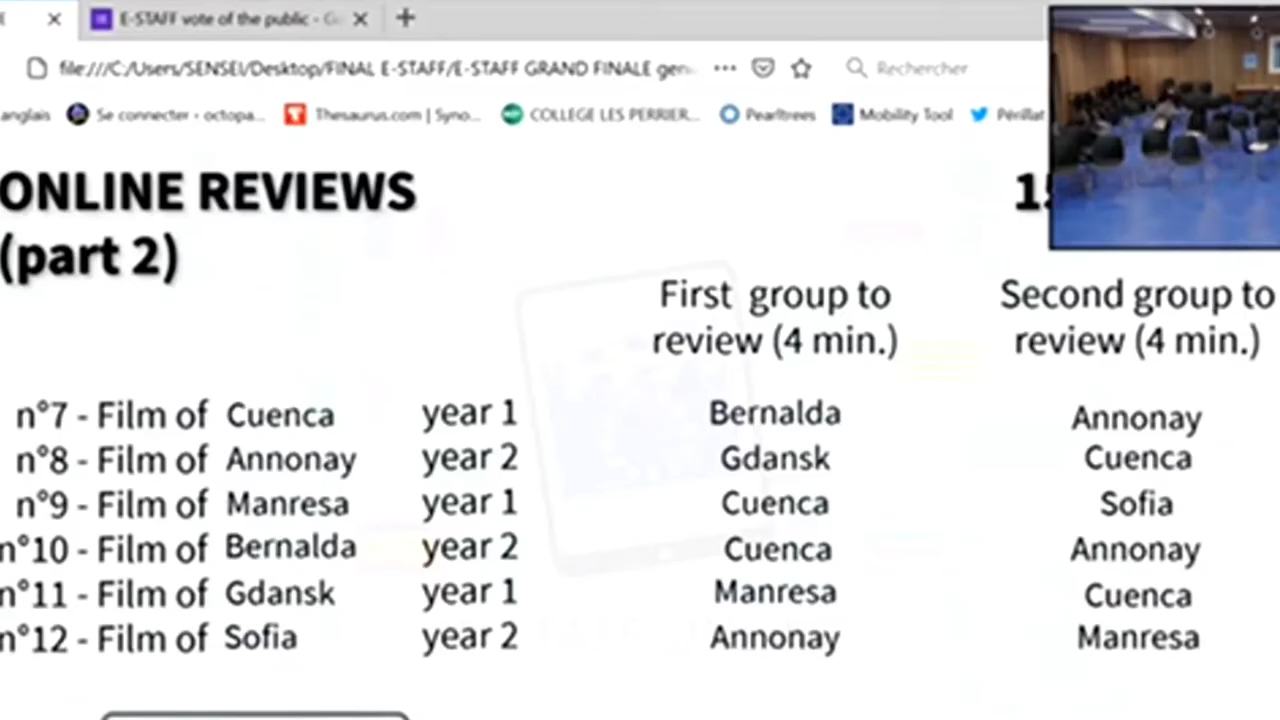 E-STAFF vote of the public - G
file:///C:/Users/SENSEI/Desktop/FINAL E-STAFF/E-STAFF GRAND FINALE gen
Rechercher
anglais Se connecter - octopa... Thesaurus.com | Syno... COLLÈGE LES PERRIER... Pearltrees Mobility Tool Périllat
ONLINE REVIEWS
(part 2)
First group to review (4 min.)
Second group to review (4 min.)
n°7 - Film of Cuenca year 1 Bernalda Annonay
n°8 - Film of Annonay year 2 Gdansk Cuenca
n°9 - Film of Manresa year 1 Cuenca Sofia
n°10 - Film of Bernalda year 2 Cuenca Annonay
n°11 - Film of Gdansk year 1 Manresa Cuenca
n°12 - Film of Sofia year 2 Annonay Manresa